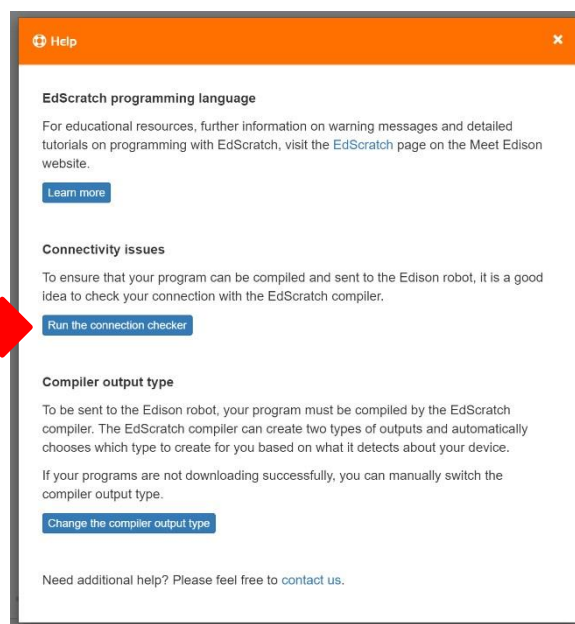 Help ×
EdScratch programming language
For educational resources, further information on warning messages and detailed
tutorials on programming with EdScratch, visit the EdScratch page on the Meet Edison
website.
Learn more
Connectivity issues
To ensure that your program can be compiled and sent to the Edison robot, it is a good
idea to check your connection with the EdScratch compiler.
Run the connection checker
Compiler output type
To be sent to the Edison robot, your program must be compiled by the EdScratch
compiler. The EdScratch compiler can create two types of outputs and automatically
chooses which type to create for you based on what it detects about your device.
If your programs are not downloading successfully, you can manually switch the
compiler output type.
Change the compiler output type
Need additional help? Please feel free to contact us.